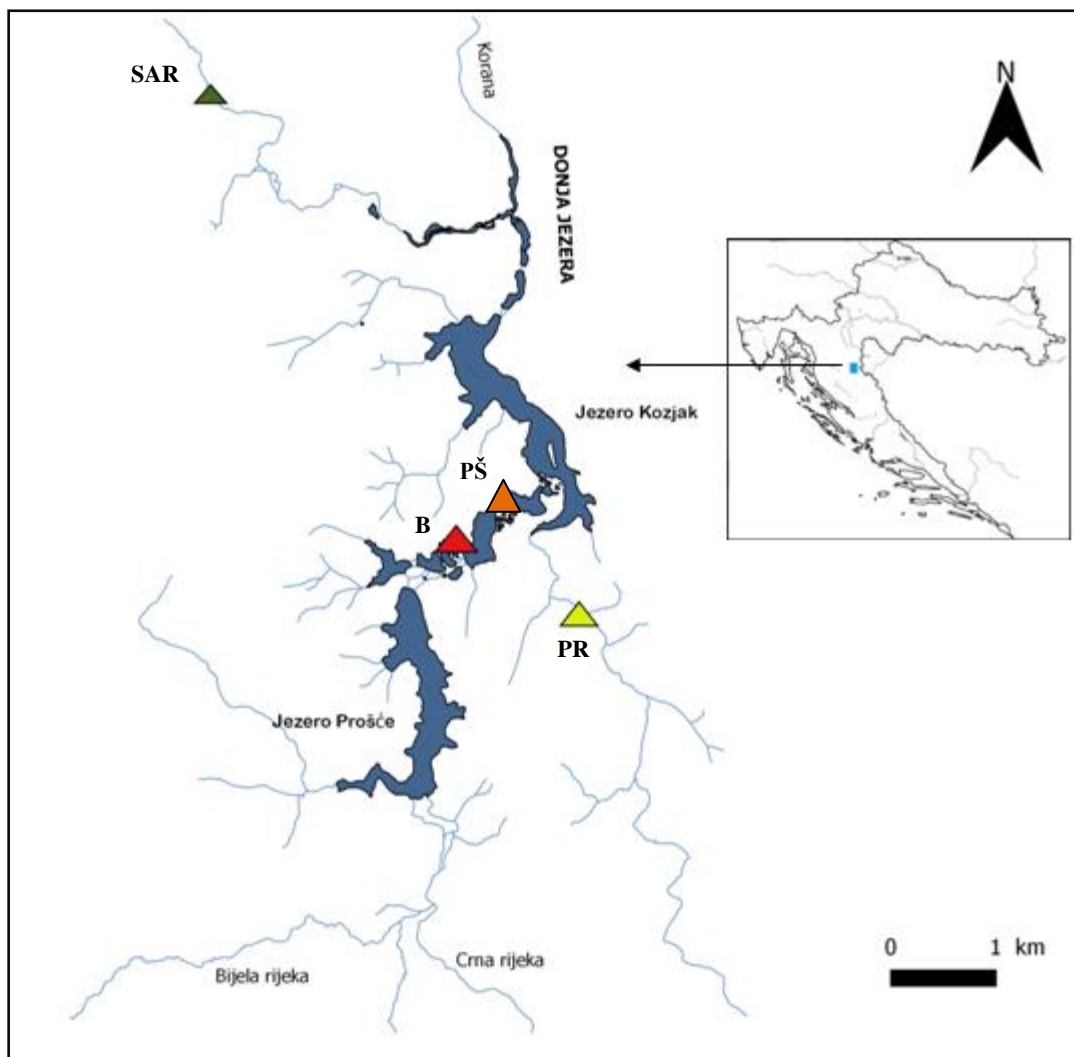 SAR
Korana
N
DONJA JEZERA
Jezero Kozjak
PŠ
B
PR
Jezero Prošće
0 1 km
Crna rijeka
Bijela rijeka